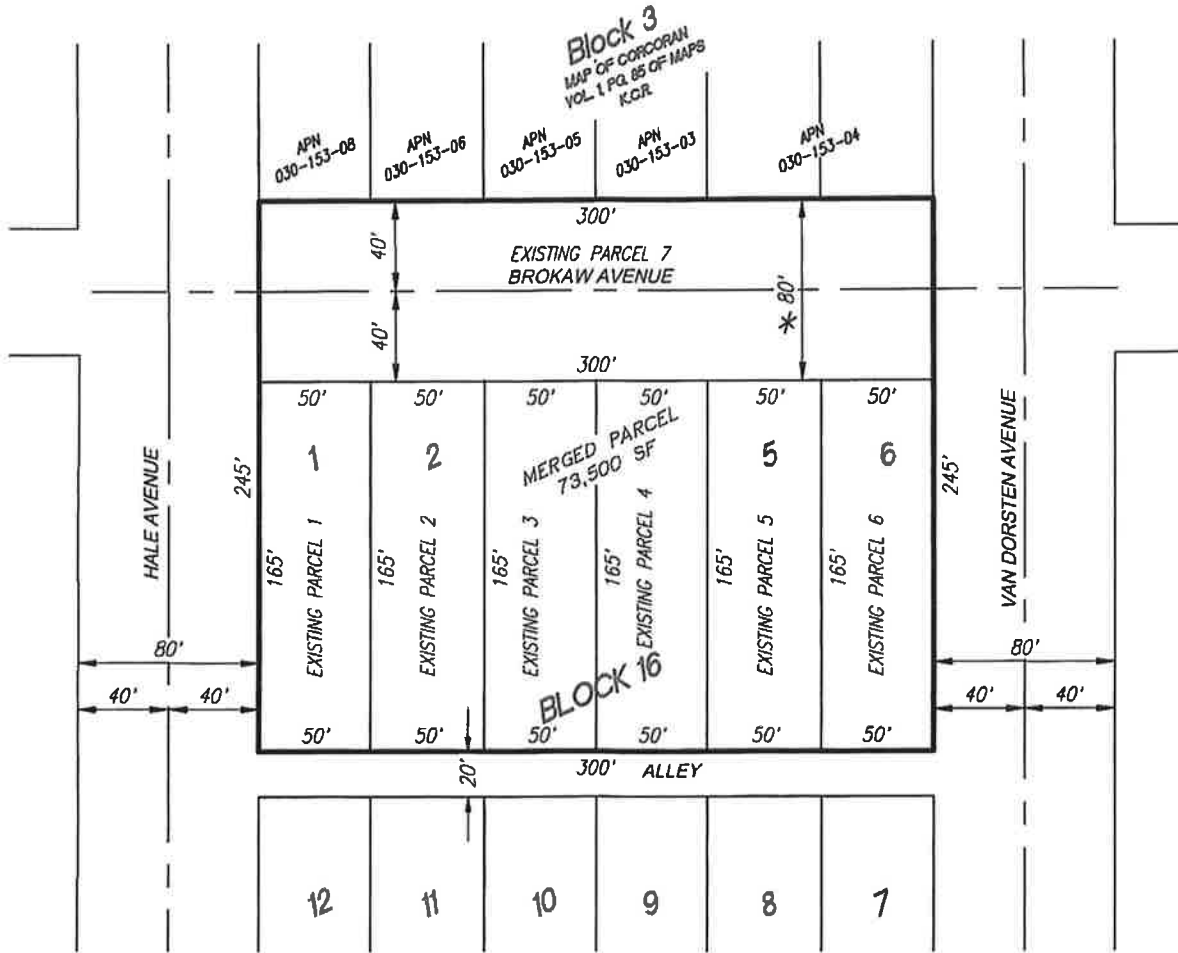 Block 3
MAP OF CORCORAN
VOL. 1 PG. 85 OF MAPS
K.C.R.
APN
030-153-08
APN
030-153-06
APN
030-153-05
APN
030-153-03
APN
030-153-04
300'
40'
EXISTING PARCEL 7
BROKAW AVENUE
* 80'
40'
300'
50'
50'
50'
50'
50'
50'
MERGED PARCEL
73,500 SF
1
2
5
6
HALE AVENUE
245'
165'
EXISTING PARCEL 1
165'
EXISTING PARCEL 2
165'
EXISTING PARCEL 3
165'
EXISTING PARCEL 4
165'
EXISTING PARCEL 5
165'
EXISTING PARCEL 6
245'
VAN DORSTEN AVENUE
80'
80'
40'
40'
BLOCK 16
40'
40'
50'
50'
50'
50'
50'
50'
20'
300' ALLEY
12
11
10
9
8
7